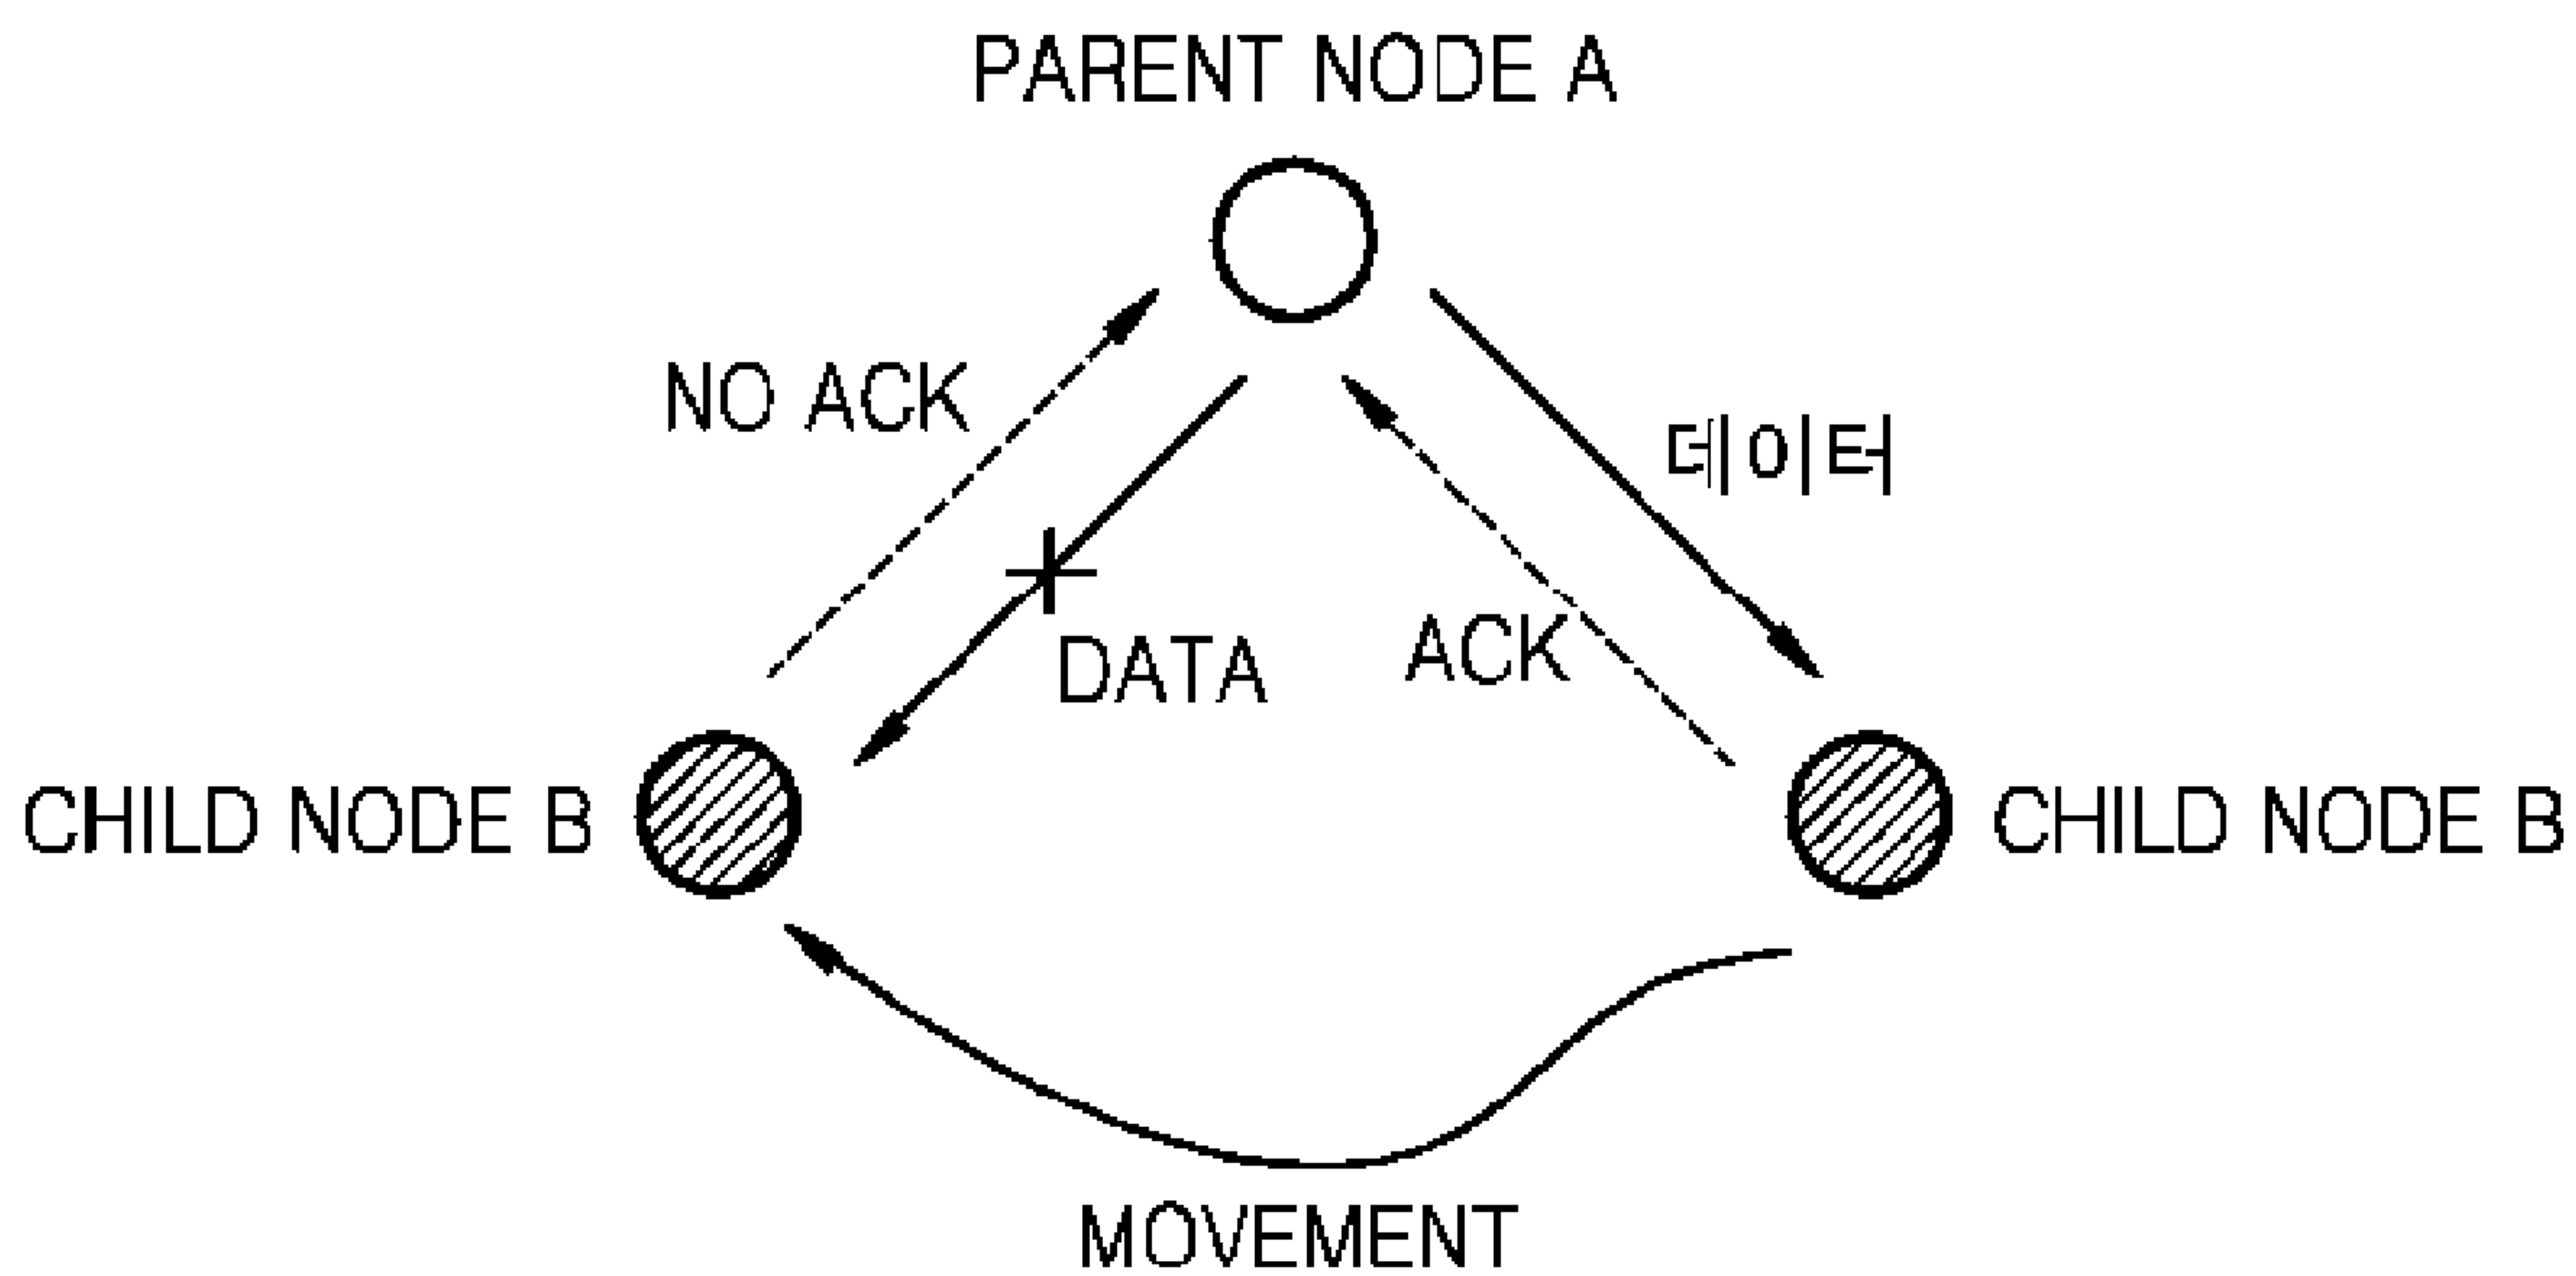 PARENT NODE A
NO ACK
데이터
DATA
ACK
CHILD NODE B
CHILD NODE B
MOVEMENT